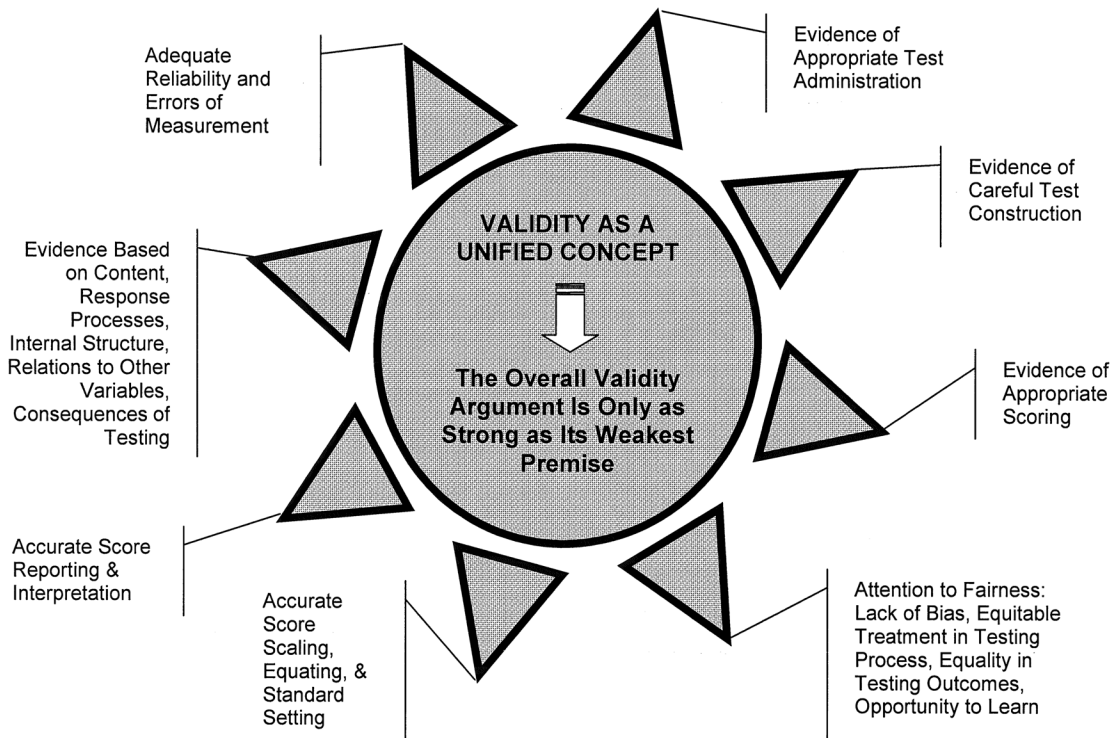 VALIDITY AS A
UNIFIED CONCEPT
The Overall Validity
Argument Is Only as
Strong as Its Weakest
Premise
Adequate
Reliability and
Errors of
Measurement
Evidence of
Appropriate Test
Administration
Evidence of
Careful Test
Construction
Evidence of
Appropriate
Scoring
Attention to Fairness:
Lack of Bias, Equitable
Treatment in Testing
Process, Equality in
Testing Outcomes,
Opportunity to Learn
Accurate
Score
Scaling,
Equating, &
Standard
Setting
Accurate Score
Reporting &
Interpretation
Evidence Based
on Content,
Response
Processes,
Internal Structure,
Relations to Other
Variables,
Consequences of
Testing